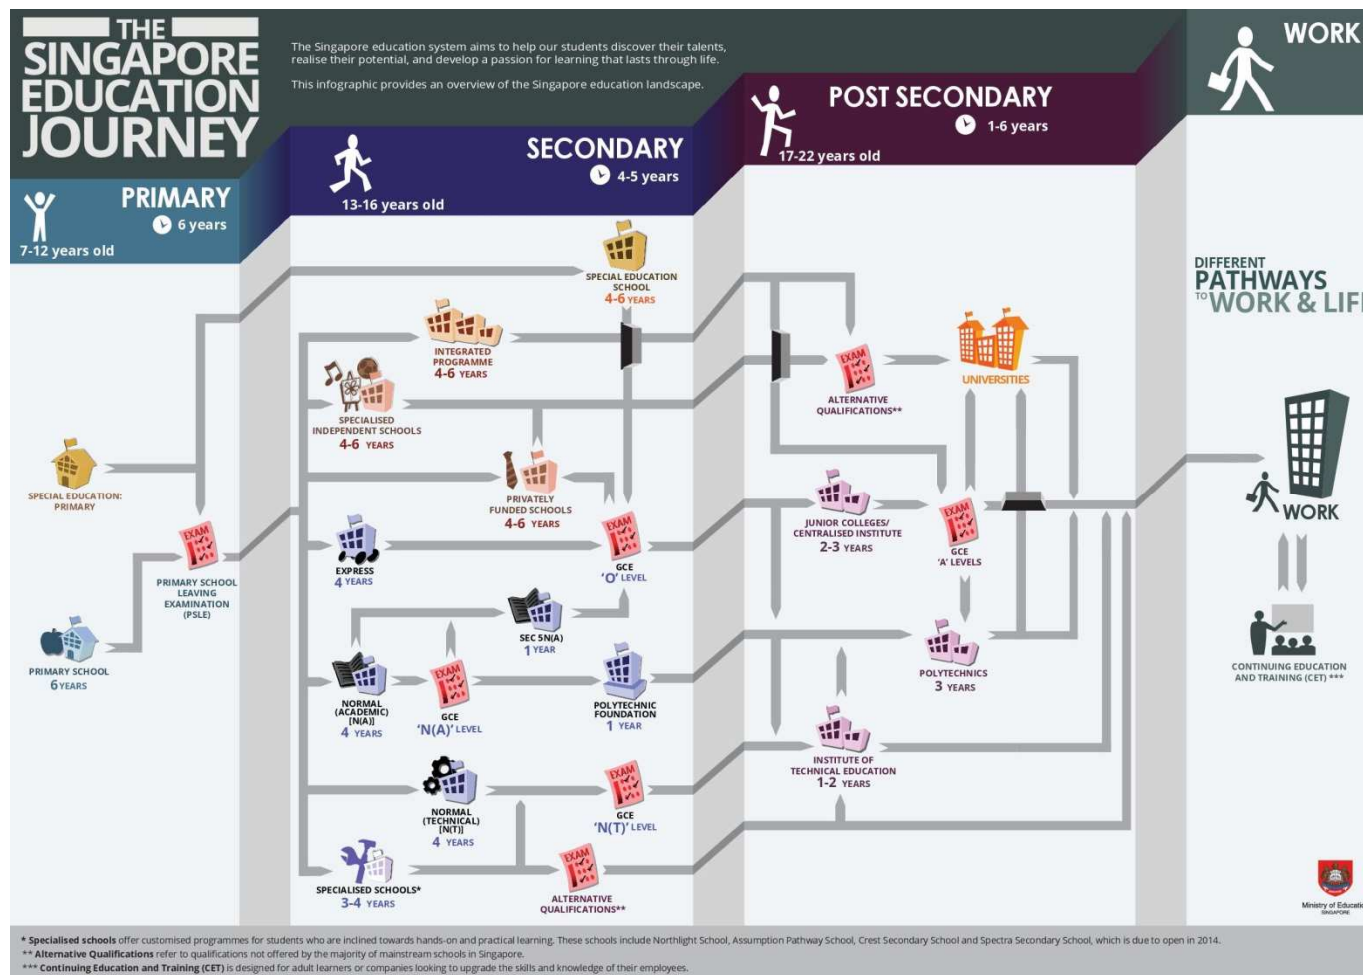 THE
SINGAPORE
EDUCATION
JOURNEY
The Singapore education system aims to help our students discover their talents,
realise their potential, and develop a passion for learning that lasts through life.
This infographic provides an overview of the Singapore education landscape.
PRIMARY
6 years
7-12 years old
SECONDARY
4-5 years
13-16 years old
POST SECONDARY
1-6 years
17-22 years old
WORK
SPECIAL EDUCATION:
PRIMARY
EXAM
PRIMARY SCHOOL
LEAVING
EXAMINATION
(PSLE)
PRIMARY SCHOOL
6 YEARS
SPECIAL EDUCATION
SCHOOL
4-6 YEARS
INTEGRATED
PROGRAMME
4-6 YEARS
SPECIALISED
INDEPENDENT SCHOOLS
4-6 YEARS
PRIVATELY
FUNDED SCHOOLS
4-6 YEARS
EXPRESS
4 YEARS
EXAM
GCE
'O' LEVEL
SEC 5N(A)
1 YEAR
NORMAL
(ACADEMIC)
[N(A)]
4 YEARS
EXAM
GCE
'N(A)' LEVEL
POLYTECHNIC
FOUNDATION
1 YEAR
NORMAL
(TECHNICAL)
[N(T)]
4 YEARS
EXAM
GCE
'N(T)' LEVEL
SPECIALISED SCHOOLS*
3-4 YEARS
EXAM
ALTERNATIVE
QUALIFICATIONS**
EXAM
ALTERNATIVE
QUALIFICATIONS**
UNIVERSITIES
JUNIOR COLLEGES/
CENTRALISED INSTITUTE
2-3 YEARS
EXAM
GCE
'A' LEVELS
POLYTECHNICS
3 YEARS
INSTITUTE OF
TECHNICAL EDUCATION
1-2 YEARS
DIFFERENT
PATHWAYS
TO WORK & LIF
WORK
CONTINUING EDUCATION
AND TRAINING (CET) ***
Ministry of Educatio
SINGAPORE
* Specialised schools offer customised programmes for students who are inclined towards hands-on and practical learning. These schools include Northlight School, Assumption Pathway School, Crest Secondary School and Spectra Secondary School, which is due to open in 2014.
** Alternative Qualifications refer to qualifications not offered by the majority of mainstream schools in Singapore.
*** Continuing Education and Training (CET) is designed for adult learners or companies looking to upgrade the skills and knowledge of their employees.